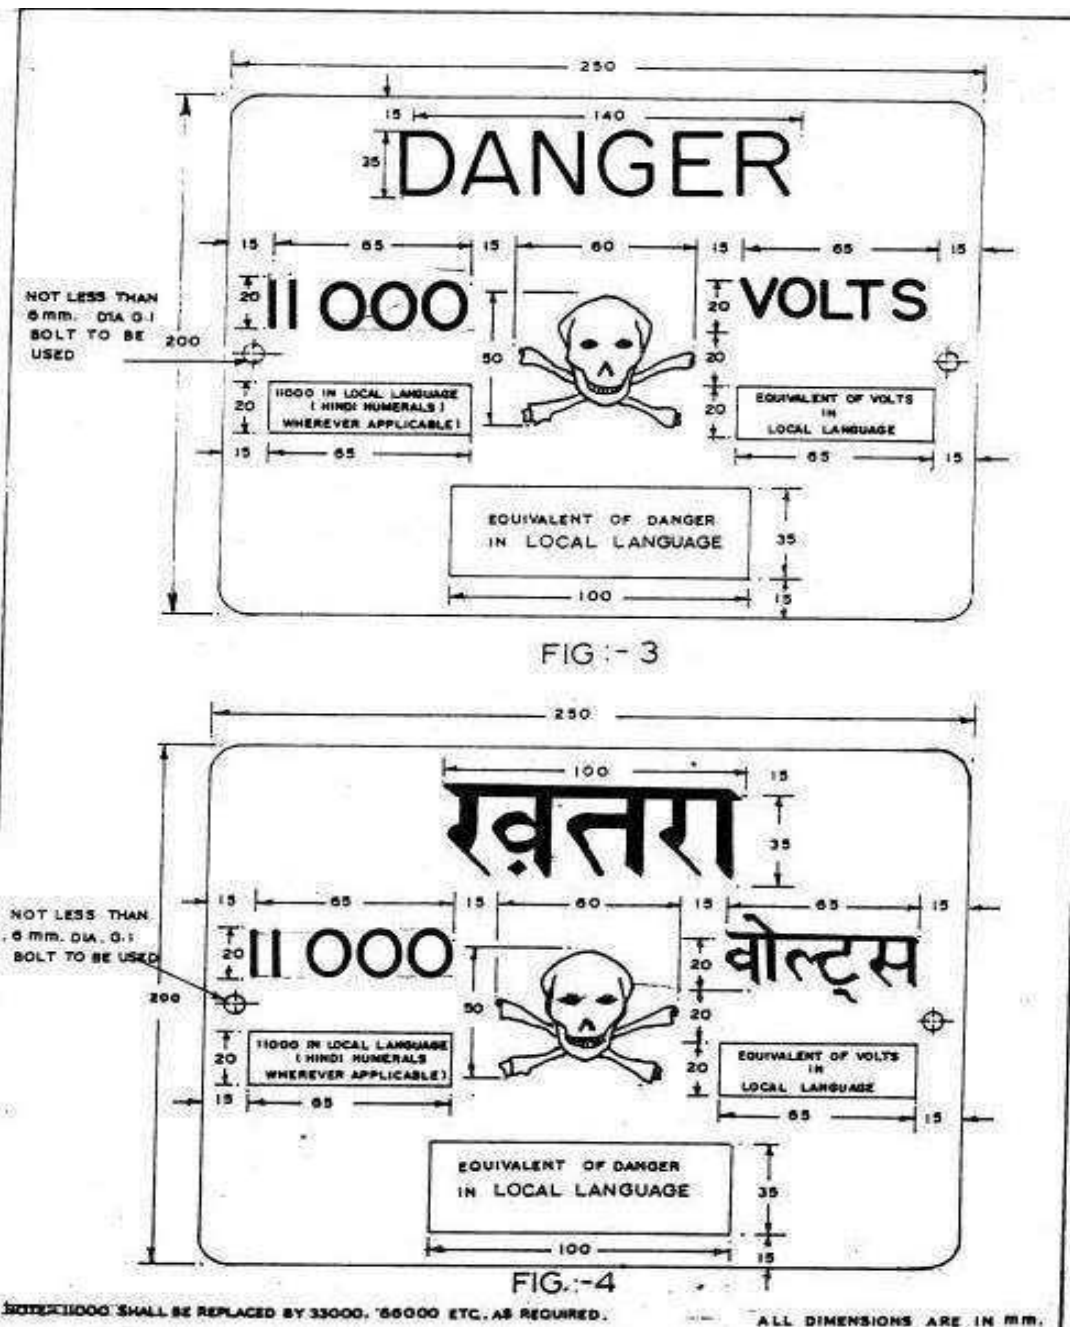 250
15 140
DANGER
35
15 65 15 60 15 65 15
20 11000 50 20 VOLTS
NOT LESS THAN
6 mm. DIA G.I
BOLT TO BE
USED
200
20
20 11000 IN LOCAL LANGUAGE
( HINDI NUMERALS )
WHEREVER APPLICABLE)
20 EQUIVALENT OF VOLTS
IN
LOCAL LANGUAGE
15 65 65 15
EQUIVALENT OF DANGER
IN LOCAL LANGUAGE
35
100 15
FIG :- 3
250
100 15
ख़तरा
35
15 65 15 60 15 65 15
20 11000 50 20 वोल्ट्स
NOT LESS THAN
6 mm. DIA. G.I
BOLT TO BE USED
200
20
20 11000 IN LOCAL LANGUAGE
( HINDI NUMERALS
WHEREVER APPLICABLE)
20 EQUIVALENT OF VOLTS
IN
LOCAL LANGUAGE
15 65 65 15
EQUIVALENT OF DANGER
IN LOCAL LANGUAGE
35
100 15
FIG.:-4
NOTE:- 11000 SHALL BE REPLACED BY 33000, '66000 ETC. AS REQUIRED.
ALL DIMENSIONS ARE IN mm.